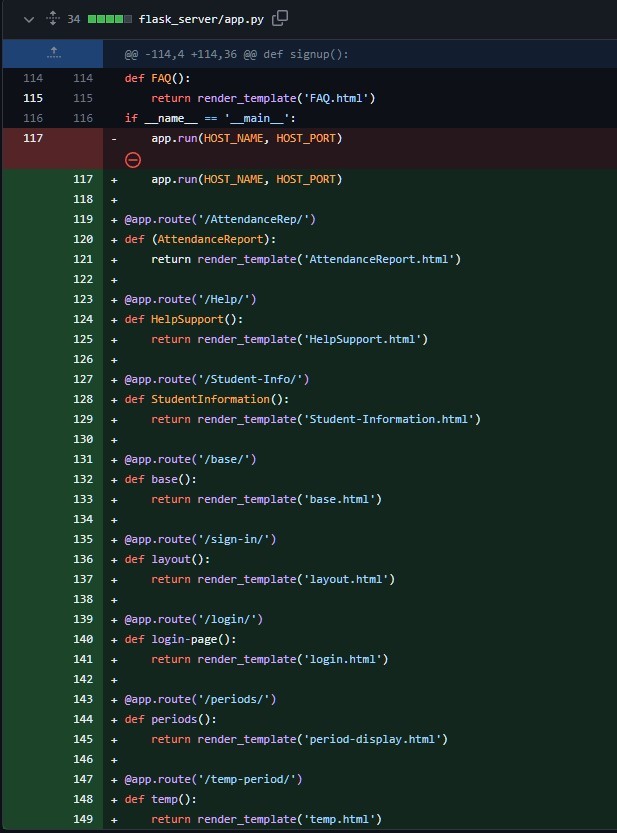 34 flask_server/app.py
@@ -114,4 +114,36 @@ def signup():
114 114 def FAQ():
115 115 return render_template('FAQ.html')
116 116 if __name__ == '__main__':
117 - app.run(HOST_NAME, HOST_PORT)
117 + app.run(HOST_NAME, HOST_PORT)
118 +
119 + @app.route('/AttendanceRep/')
120 + def (AttendanceReport):
121 + return render_template('AttendanceReport.html')
122 +
123 + @app.route('/Help/')
124 + def HelpSupport():
125 + return render_template('HelpSupport.html')
126 +
127 + @app.route('/Student-Info/')
128 + def StudentInformation():
129 + return render_template('Student-Information.html')
130 +
131 + @app.route('/base/')
132 + def base():
133 + return render_template('base.html')
134 +
135 + @app.route('/sign-in/')
136 + def layout():
137 + return render_template('layout.html')
138 +
139 + @app.route('/login/')
140 + def login-page():
141 + return render_template('login.html')
142 +
143 + @app.route('/periods/')
144 + def periods():
145 + return render_template('period-display.html')
146 +
147 + @app.route('/temp-period/')
148 + def temp():
149 + return render_template('temp.html')